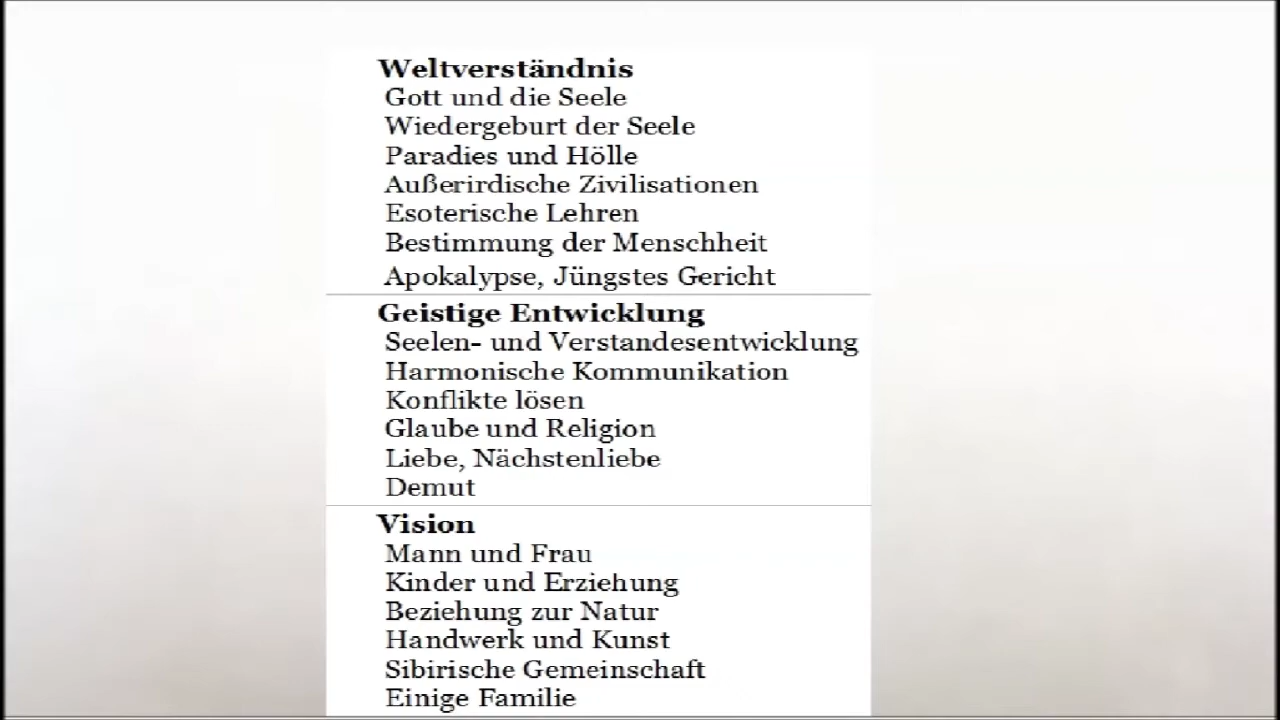 Weltverständnis
Gott und die Seele
Wiedergeburt der Seele
Paradies und Hölle
Außerirdische Zivilisationen
Esoterische Lehren
Bestimmung der Menschheit
Apokalypse, Jüngstes Gericht
Geistige Entwicklung
Seelen- und Verstandesentwicklung
Harmonische Kommunikation
Konflikte lösen
Glaube und Religion
Liebe, Nächstenliebe
Demut
Vision
Mann und Frau
Kinder und Erziehung
Beziehung zur Natur
Handwerk und Kunst
Sibirische Gemeinschaft
Einige Familie